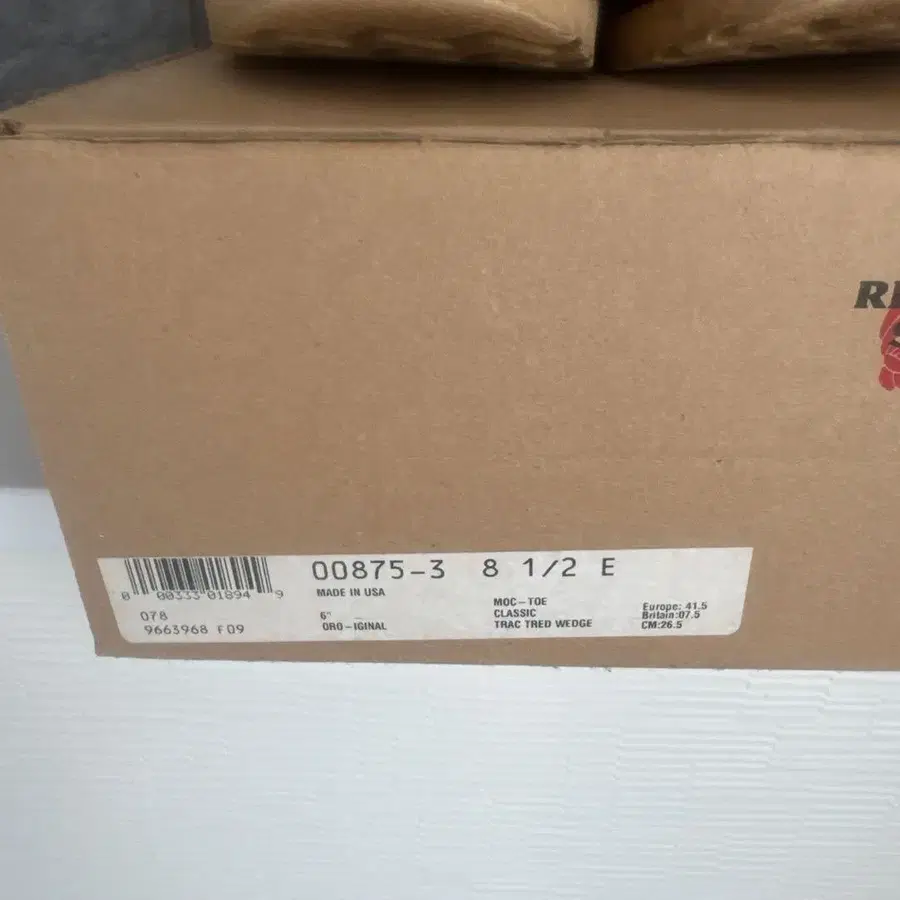 00875-3 8 1/2 E
MADE IN USA
0 00333 01894 9
078
9663968 F09
6"
ORO-IGINAL
MOC-TOE
CLASSIC
TRAC TRED WEDGE
Europe: 41.5
Britain:07.5
CM:26.5